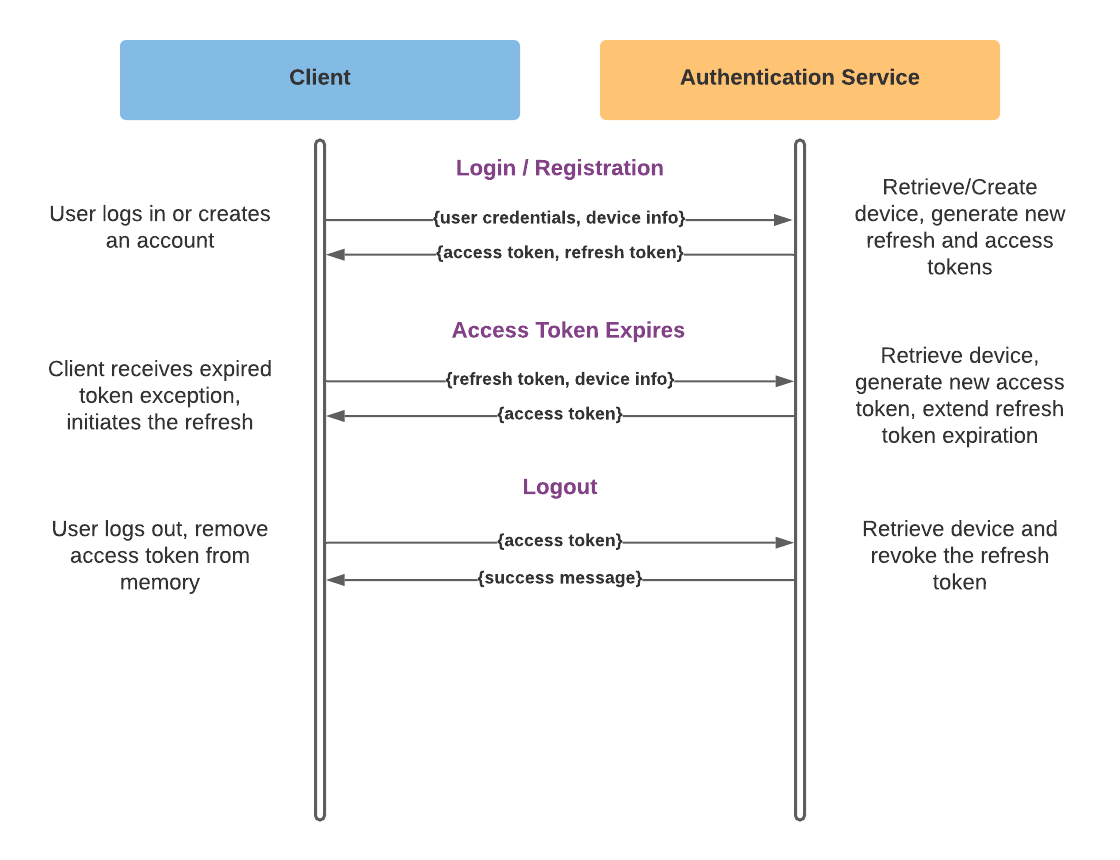 Client
Authentication Service
Login / Registration
User logs in or creates
an account
{user credentials, device info}
{access token, refresh token}
Retrieve/Create
device, generate new
refresh and access
tokens
Access Token Expires
Client receives expired
token exception,
initiates the refresh
{refresh token, device info}
{access token}
Retrieve device,
generate new access
token, extend refresh
token expiration
Logout
User logs out, remove
access token from
memory
{access token}
{success message}
Retrieve device and
revoke the refresh
token